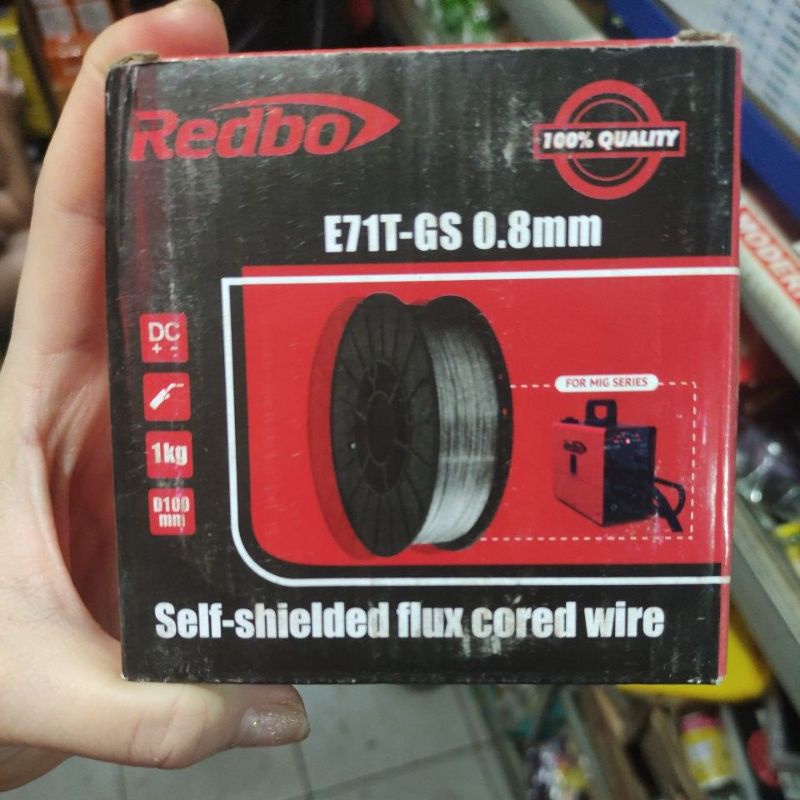 Redbo
100% QUALITY
E71T-GS 0.8mm
DC
+ -
FOR MIG SERIES
1kg
D100
mm
Self-shielded flux cored wire
MODERN